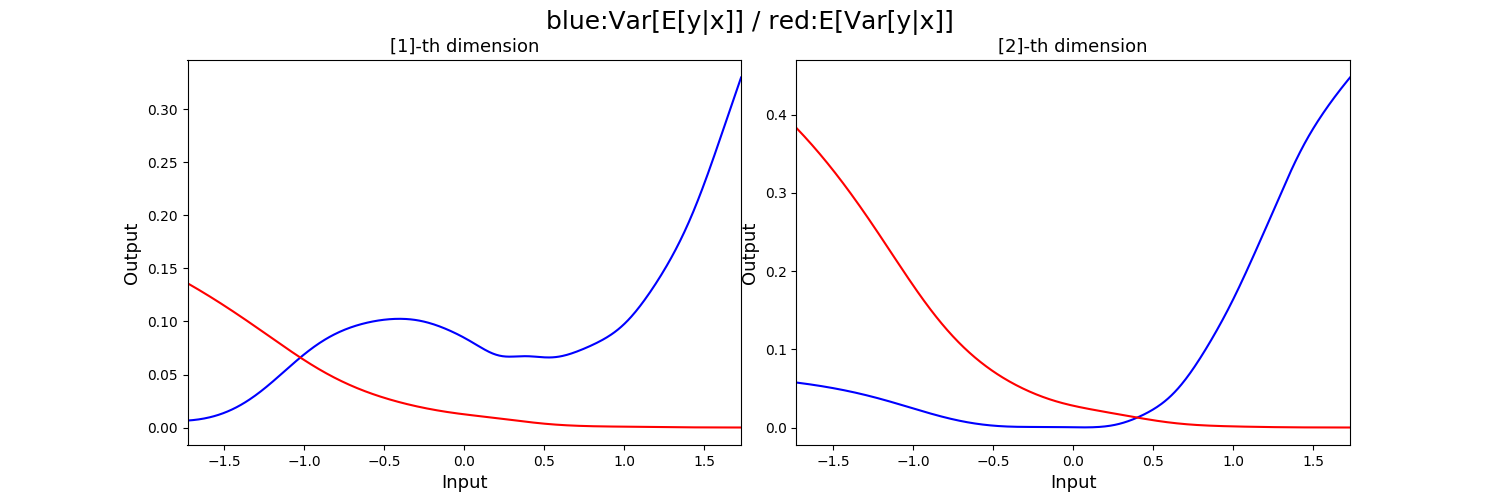 blue:Var[E[y|x]] / red:E[Var[y|x]]
[1]-th dimension
0.30
0.25
0.20
0.15
0.10
0.05
0.00
Output
−1.5 −1.0 −0.5 0.0 0.5 1.0 1.5
Input
[2]-th dimension
0.4
0.3
0.2
0.1
0.0
Output
−1.5 −1.0 −0.5 0.0 0.5 1.0 1.5
Input